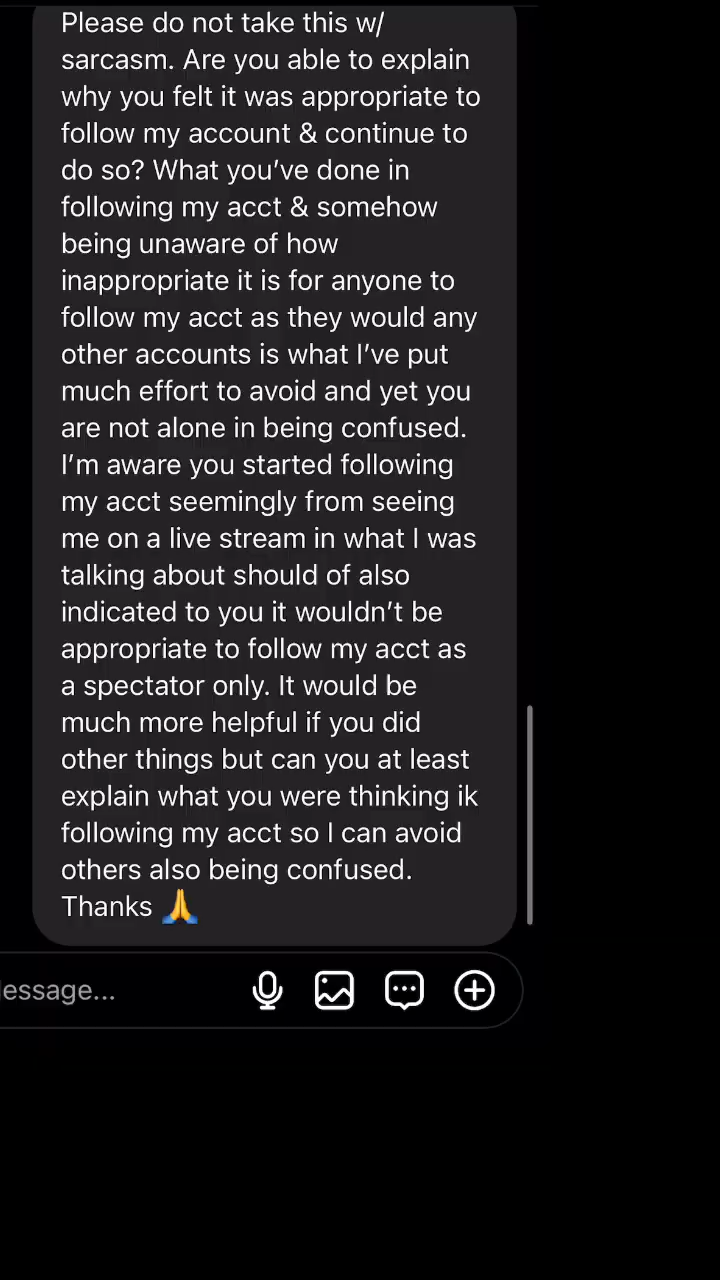 Please do not take this w/
sarcasm. Are you able to explain
why you felt it was appropriate to
follow my account & continue to
do so? What you’ve done in
following my acct & somehow
being unaware of how
inappropriate it is for anyone to
follow my acct as they would any
other accounts is what I’ve put
much effort to avoid and yet you
are not alone in being confused.
I’m aware you started following
my acct seemingly from seeing
me on a live stream in what I was
talking about should of also
indicated to you it wouldn’t be
appropriate to follow my acct as
a spectator only. It would be
much more helpful if you did
other things but can you at least
explain what you were thinking ik
following my acct so I can avoid
others also being confused.
Thanks 🙏
essage...